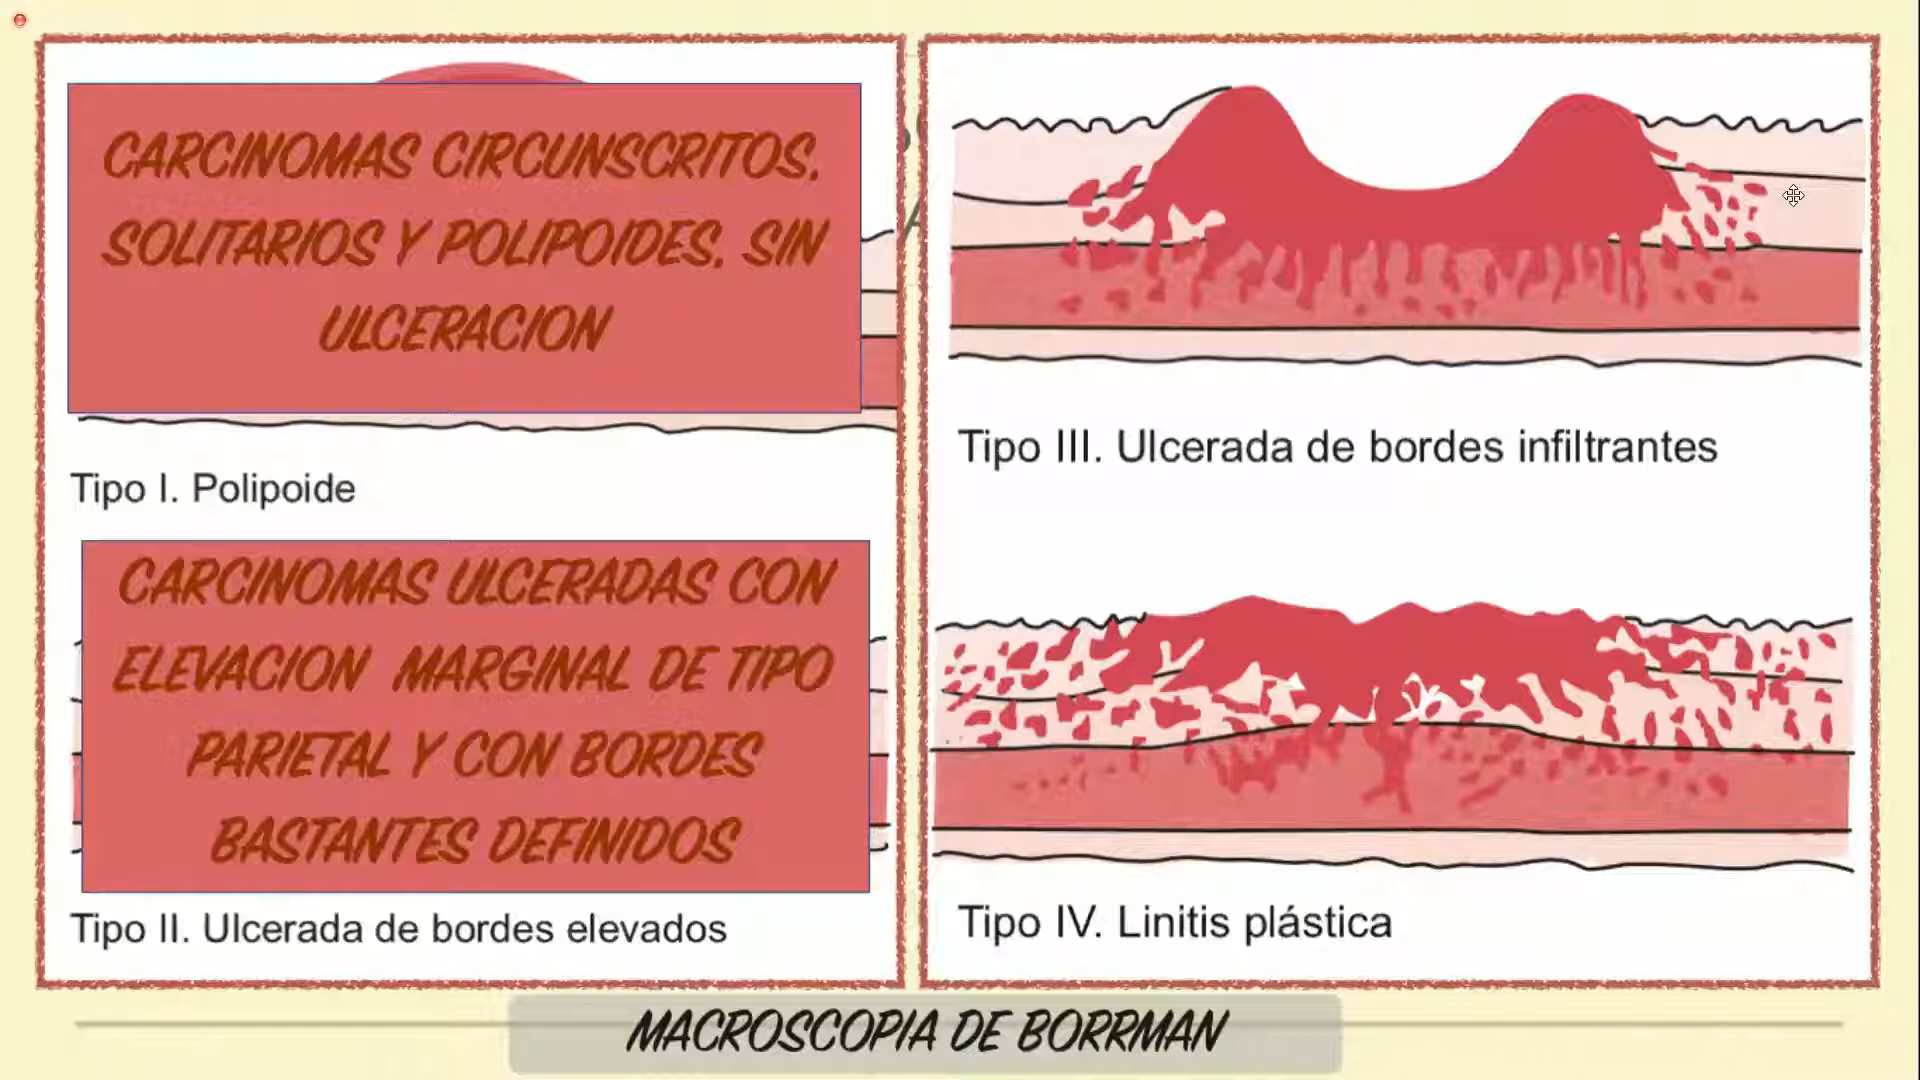 CARCINOMAS CIRCUNSCRITOS,
SOLITARIOS Y POLIPOIDES, SIN
ULCERACION
Tipo I. Polipoide
CARCINOMAS ULCERADAS CON
ELEVACION MARGINAL DE TIPO
PARIETAL Y CON BORDES
BASTANTES DEFINIDOS
Tipo II. Ulcerada de bordes elevados
Tipo III. Ulcerada de bordes infiltrantes
Tipo IV. Linitis plástica
MACROSCOPIA DE BORRMAN